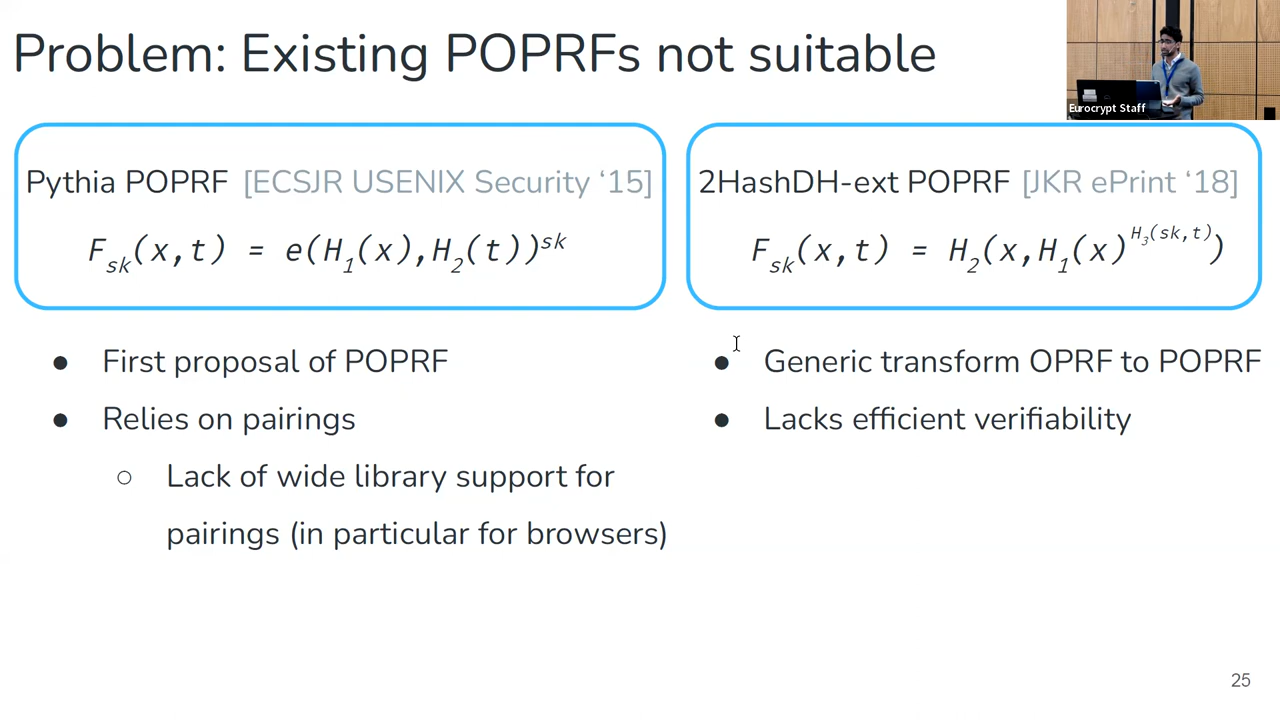 Problem: Existing POPRFs not suitable
Eurocrypt Staff
Pythia POPRF [ECSJR USENIX Security ‘15]
F_sk(x,t) = e(H_1(x),H_2(t))^sk
● First proposal of POPRF
● Relies on pairings
○ Lack of wide library support for
pairings (in particular for browsers)
2HashDH-ext POPRF [JKR ePrint ‘18]
F_sk(x,t) = H_2(x,H_1(x)^H_3(sk,t))
● Generic transform OPRF to POPRF
● Lacks efficient verifiability
25